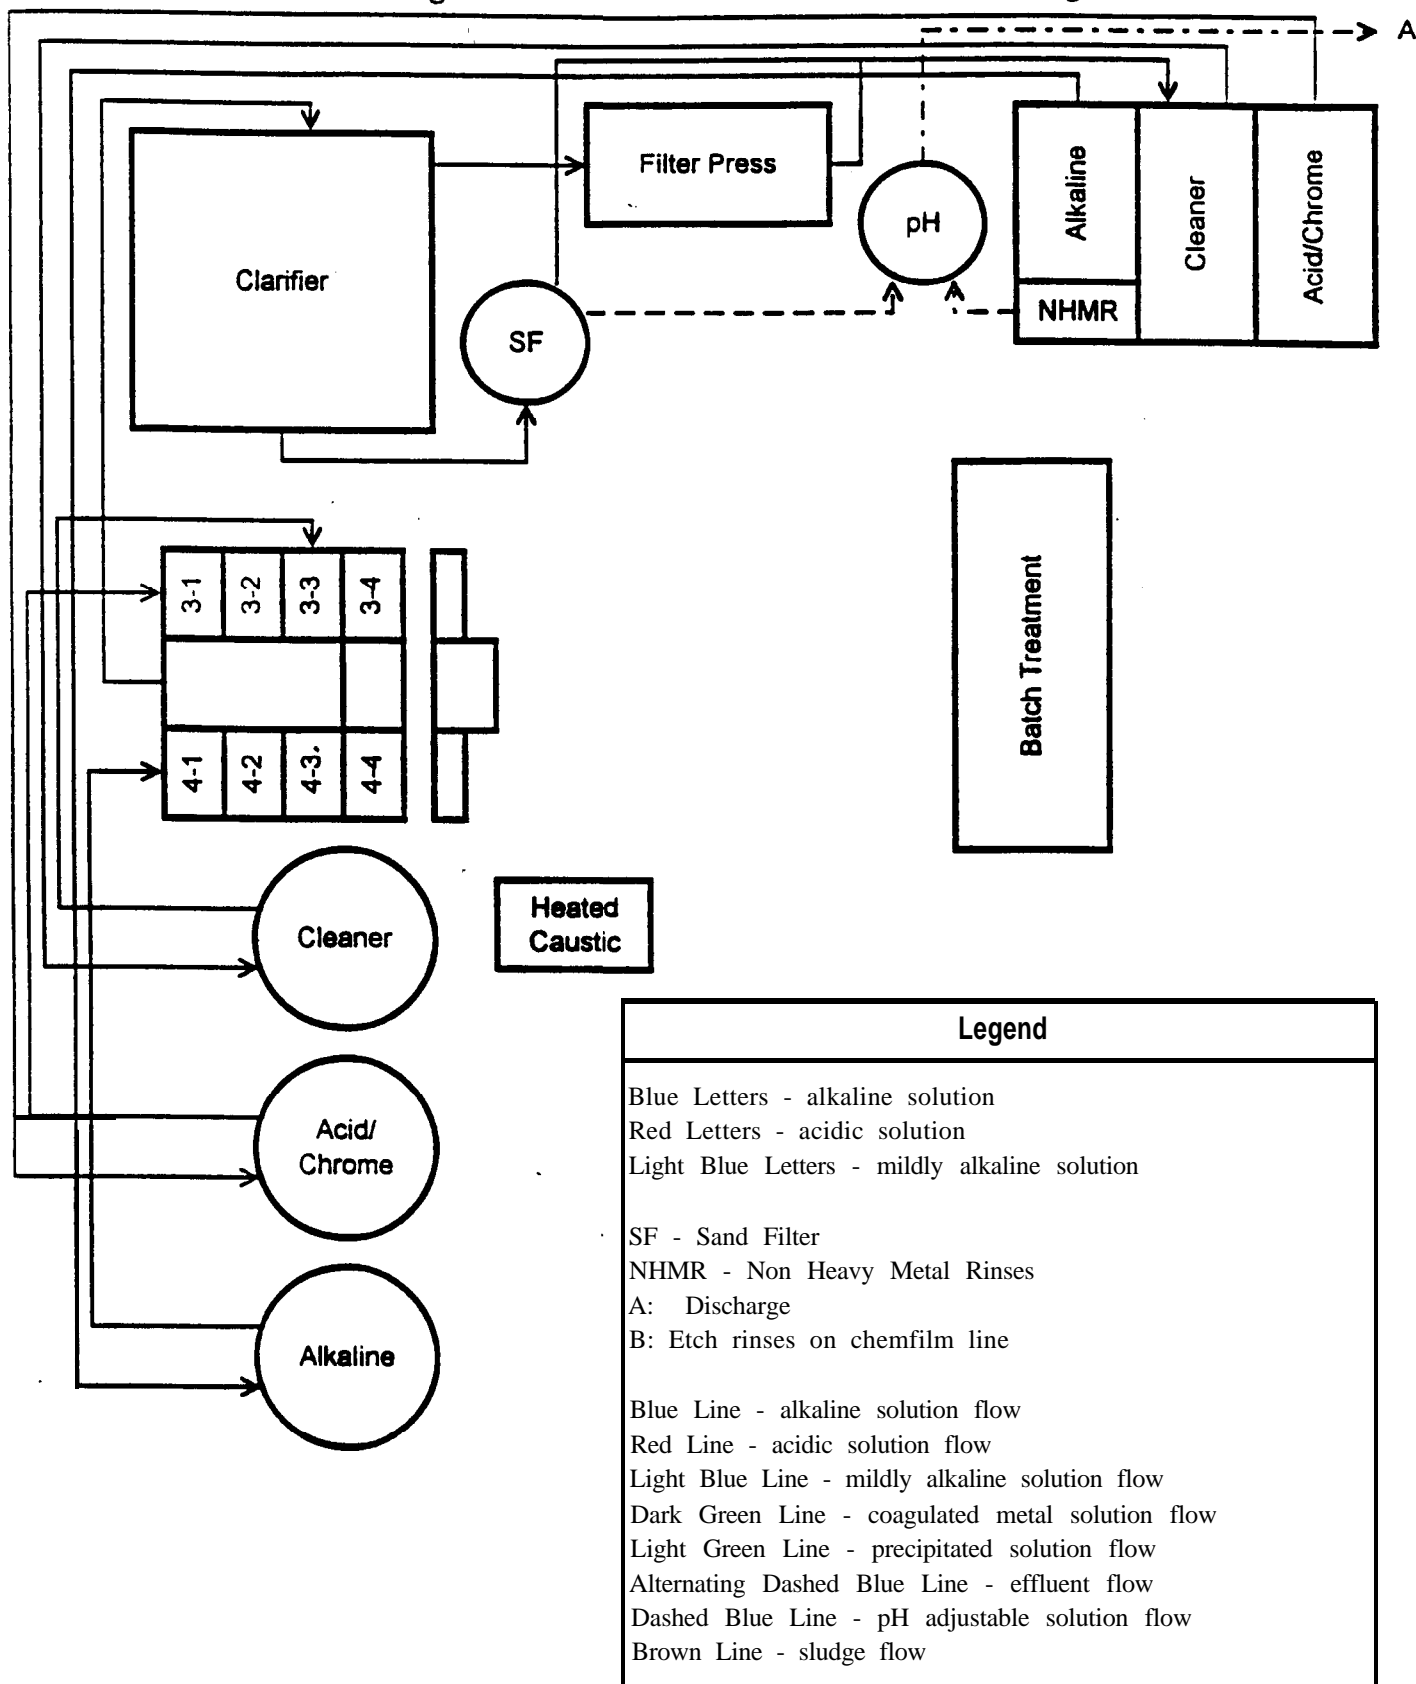 A
Filter Press
Alkaline
Cleaner
Acid/Chrome
pH
Clarifier
NHMR
SF
3-1
3-2
3-3
3-4
Batch Treatment
4-1
4-2
4-3.
4-4
Heated
Caustic
Cleaner
Acid/
Chrome
Alkaline
Legend
Blue Letters - alkaline solution
Red Letters - acidic solution
Light Blue Letters - mildly alkaline solution
SF - Sand Filter
NHMR - Non Heavy Metal Rinses
A: Discharge
B: Etch rinses on chemfilm line
Blue Line - alkaline solution flow
Red Line - acidic solution flow
Light Blue Line - mildly alkaline solution flow
Dark Green Line - coagulated metal solution flow
Light Green Line - precipitated solution flow
Alternating Dashed Blue Line - effluent flow
Dashed Blue Line - pH adjustable solution flow
Brown Line - sludge flow